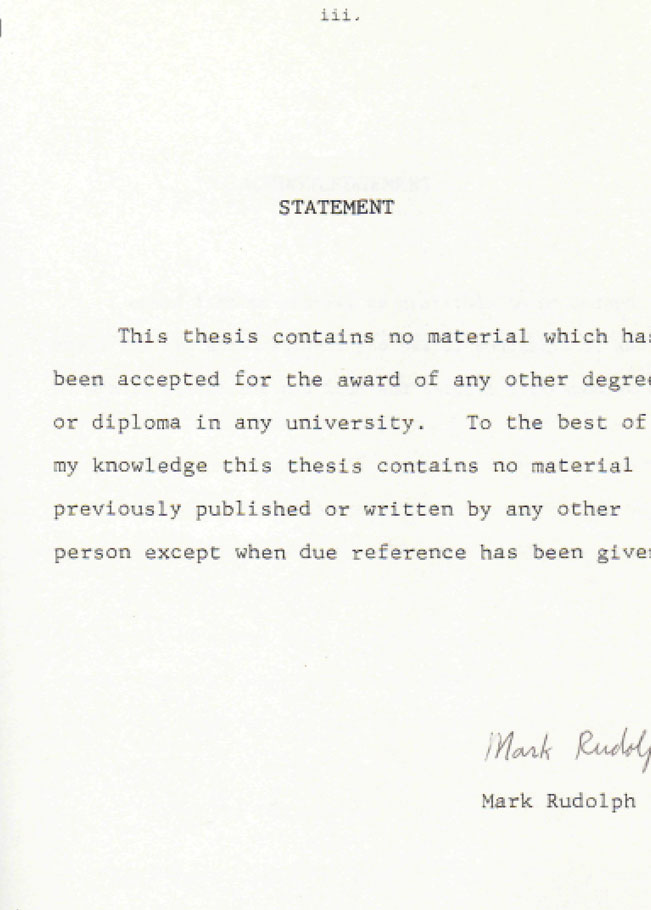 iii.
STATEMENT
This thesis contains no material which has
been accepted for the award of any other degree
or diploma in any university. To the best of
my knowledge this thesis contains no material
previously published or written by any other
person except when due reference has been given
Mark Rudolp
Mark Rudolph